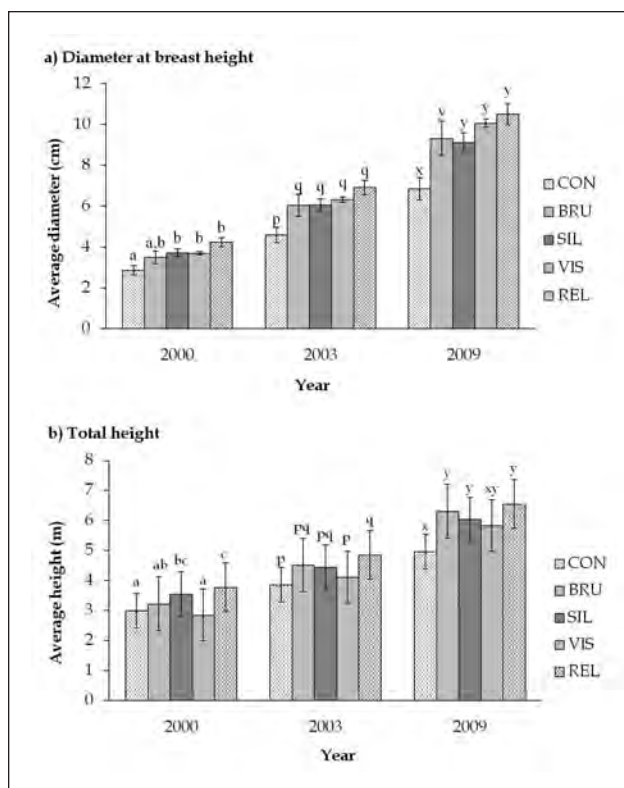 a) Diameter at breast height
Average diameter (cm)
12
10
8
6
4
2
0
a a,b b b b
p q q q q
x y y y y
2000 2003 2009
Year
CON
BRU
SIL
VIS
REL
b) Total height
Average height (m)
8
7
6
5
4
3
2
1
0
a ab bc a c
p pq pq p q
x y y xy y
2000 2003 2009
Year
CON
BRU
SIL
VIS
REL